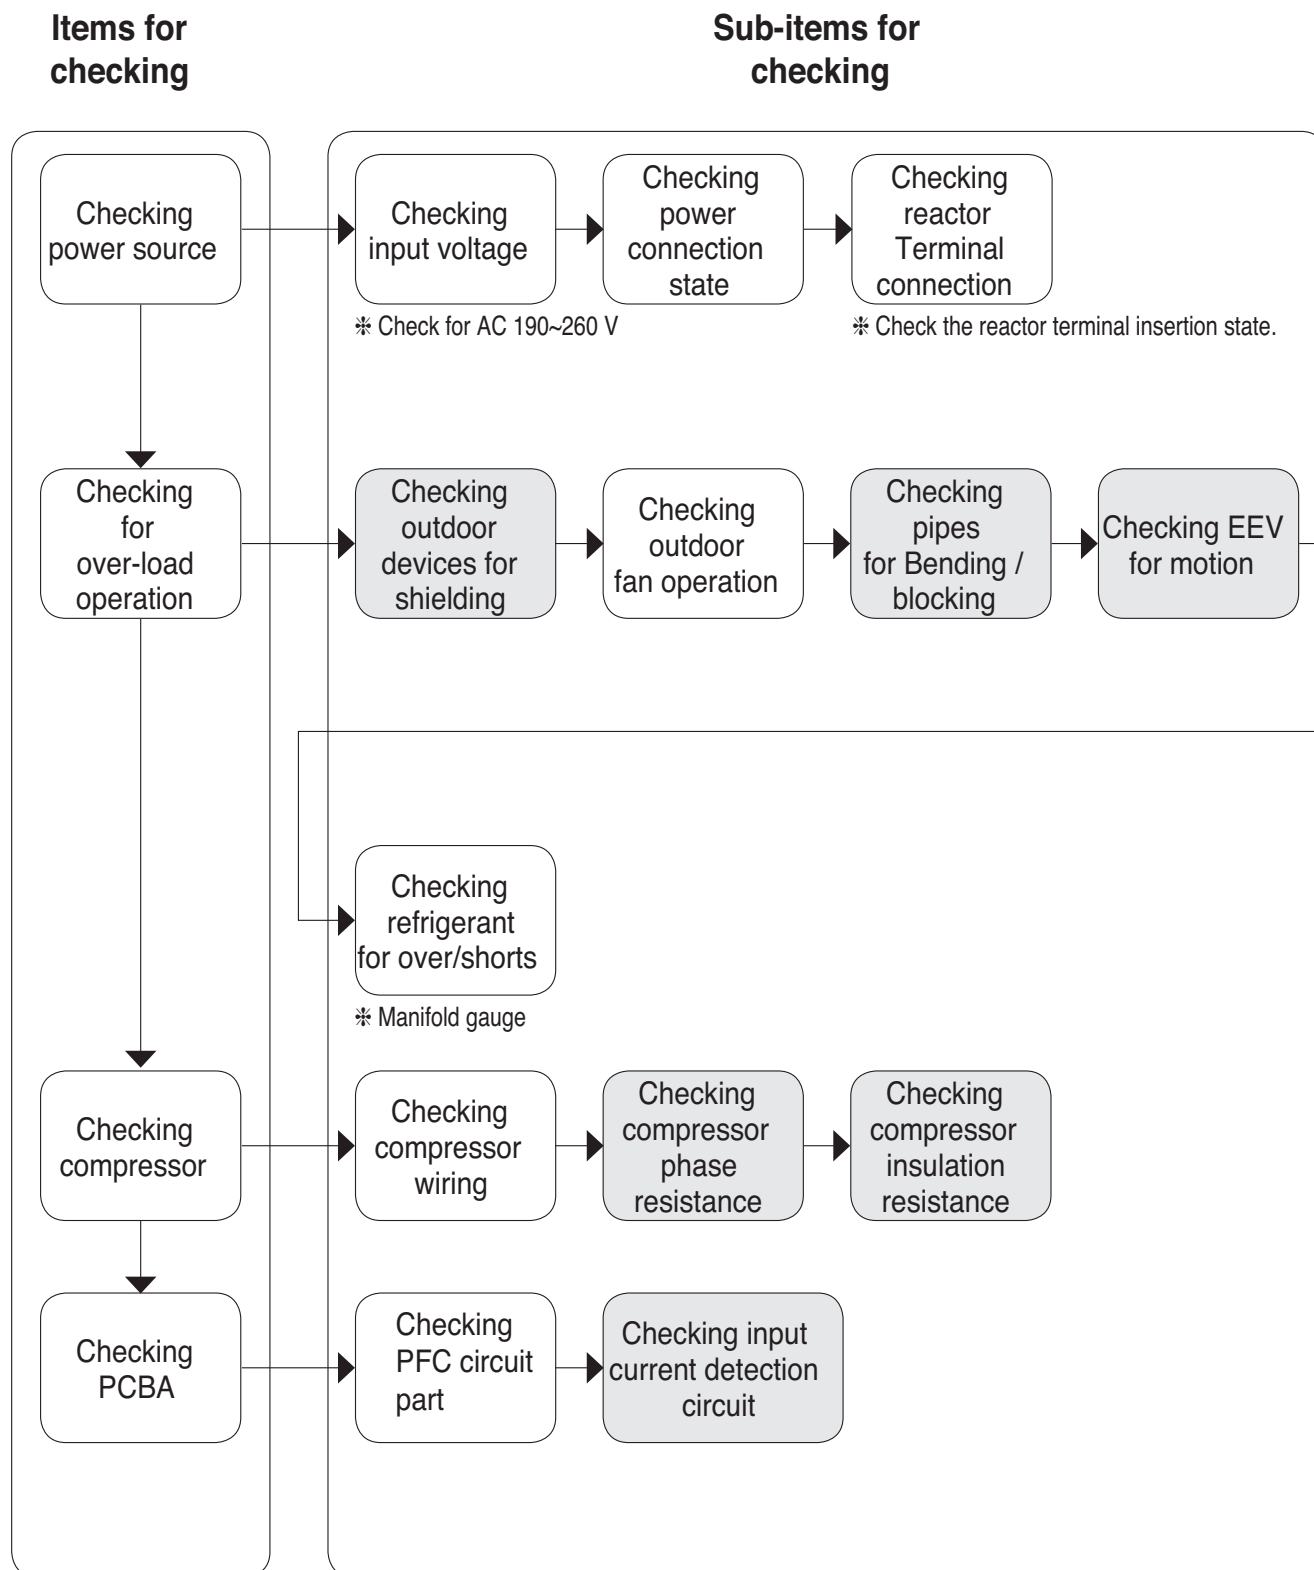 Items for
checking
Sub-items for
checking
Checking
power source
Checking
input voltage
Checking
power
connection
state
Checking
reactor
Terminal
connection
❈ Check for AC 190~260 V
❈ Check the reactor terminal insertion state.
Checking
for
over-load
operation
Checking
outdoor
devices for
shielding
Checking
outdoor
fan operation
Checking
pipes
for Bending /
blocking
Checking EEV
for motion
Checking
refrigerant
for over/shorts
❈ Manifold gauge
Checking
compressor
Checking
compressor
wiring
Checking
compressor
phase
resistance
Checking
compressor
insulation
resistance
Checking
PCBA
Checking
PFC circuit
part
Checking input
current detection
circuit